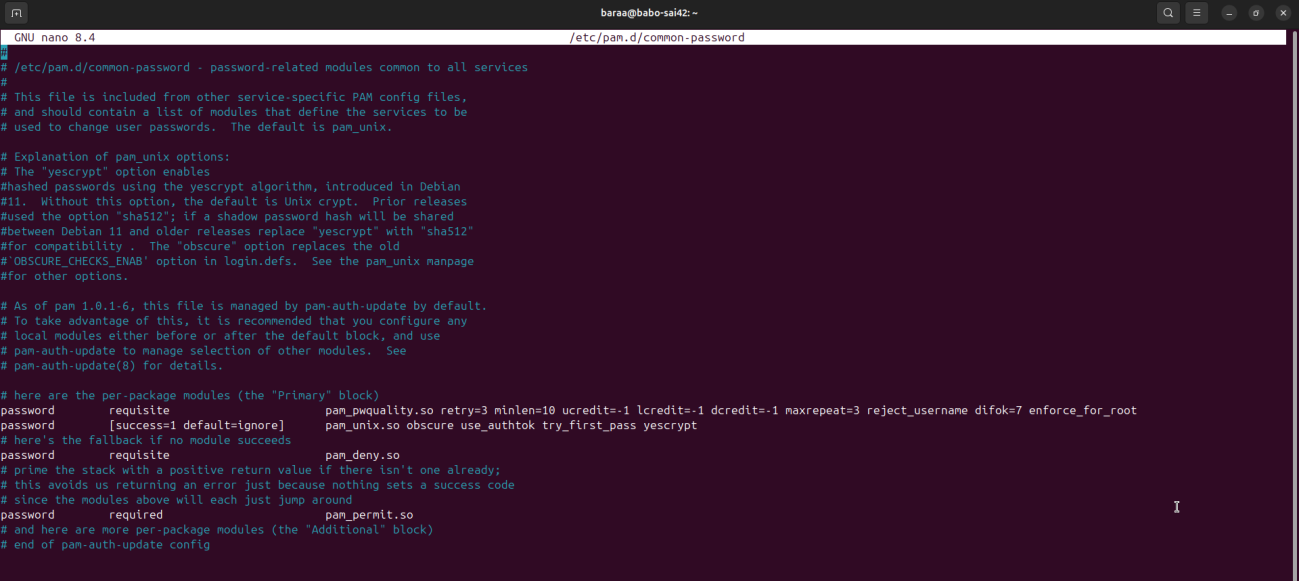 baraa@babo-sai42: ~
GNU nano 8.4 /etc/pam.d/common-password
#
# /etc/pam.d/common-password - password-related modules common to all services
#
# This file is included from other service-specific PAM config files,
# and should contain a list of modules that define the services to be
# used to change user passwords.  The default is pam_unix.

# Explanation of pam_unix options:
# The "yescrypt" option enables
#hashed passwords using the yescrypt algorithm, introduced in Debian
#11.  Without this option, the default is Unix crypt.  Prior releases
#used the option "sha512"; if a shadow password hash will be shared
#between Debian 11 and older releases replace "yescrypt" with "sha512"
#for compatibility .  The "obscure" option replaces the old
#`OBSCURE_CHECKS_ENAB' option in login.defs.  See the pam_unix manpage
#for other options.

# As of pam 1.0.1-6, this file is managed by pam-auth-update by default.
# To take advantage of this, it is recommended that you configure any
# local modules either before or after the default block, and use
# pam-auth-update to manage selection of other modules.  See
# pam-auth-update(8) for details.

# here are the per-package modules (the "Primary" block)
password        requisite                       pam_pwquality.so retry=3 minlen=10 ucredit=-1 lcredit=-1 dcredit=-1 maxrepeat=3 reject_username difok=7 enforce_for_root
password        [success=1 default=ignore]      pam_unix.so obscure use_authtok try_first_pass yescrypt
# here's the fallback if no module succeeds
password        requisite                       pam_deny.so
# prime the stack with a positive return value if there isn't one already;
# this avoids us returning an error just because nothing sets a success code
# since the modules above will each just jump around
password        required                        pam_permit.so
# and here are more per-package modules (the "Additional" block)
# end of pam-auth-update config